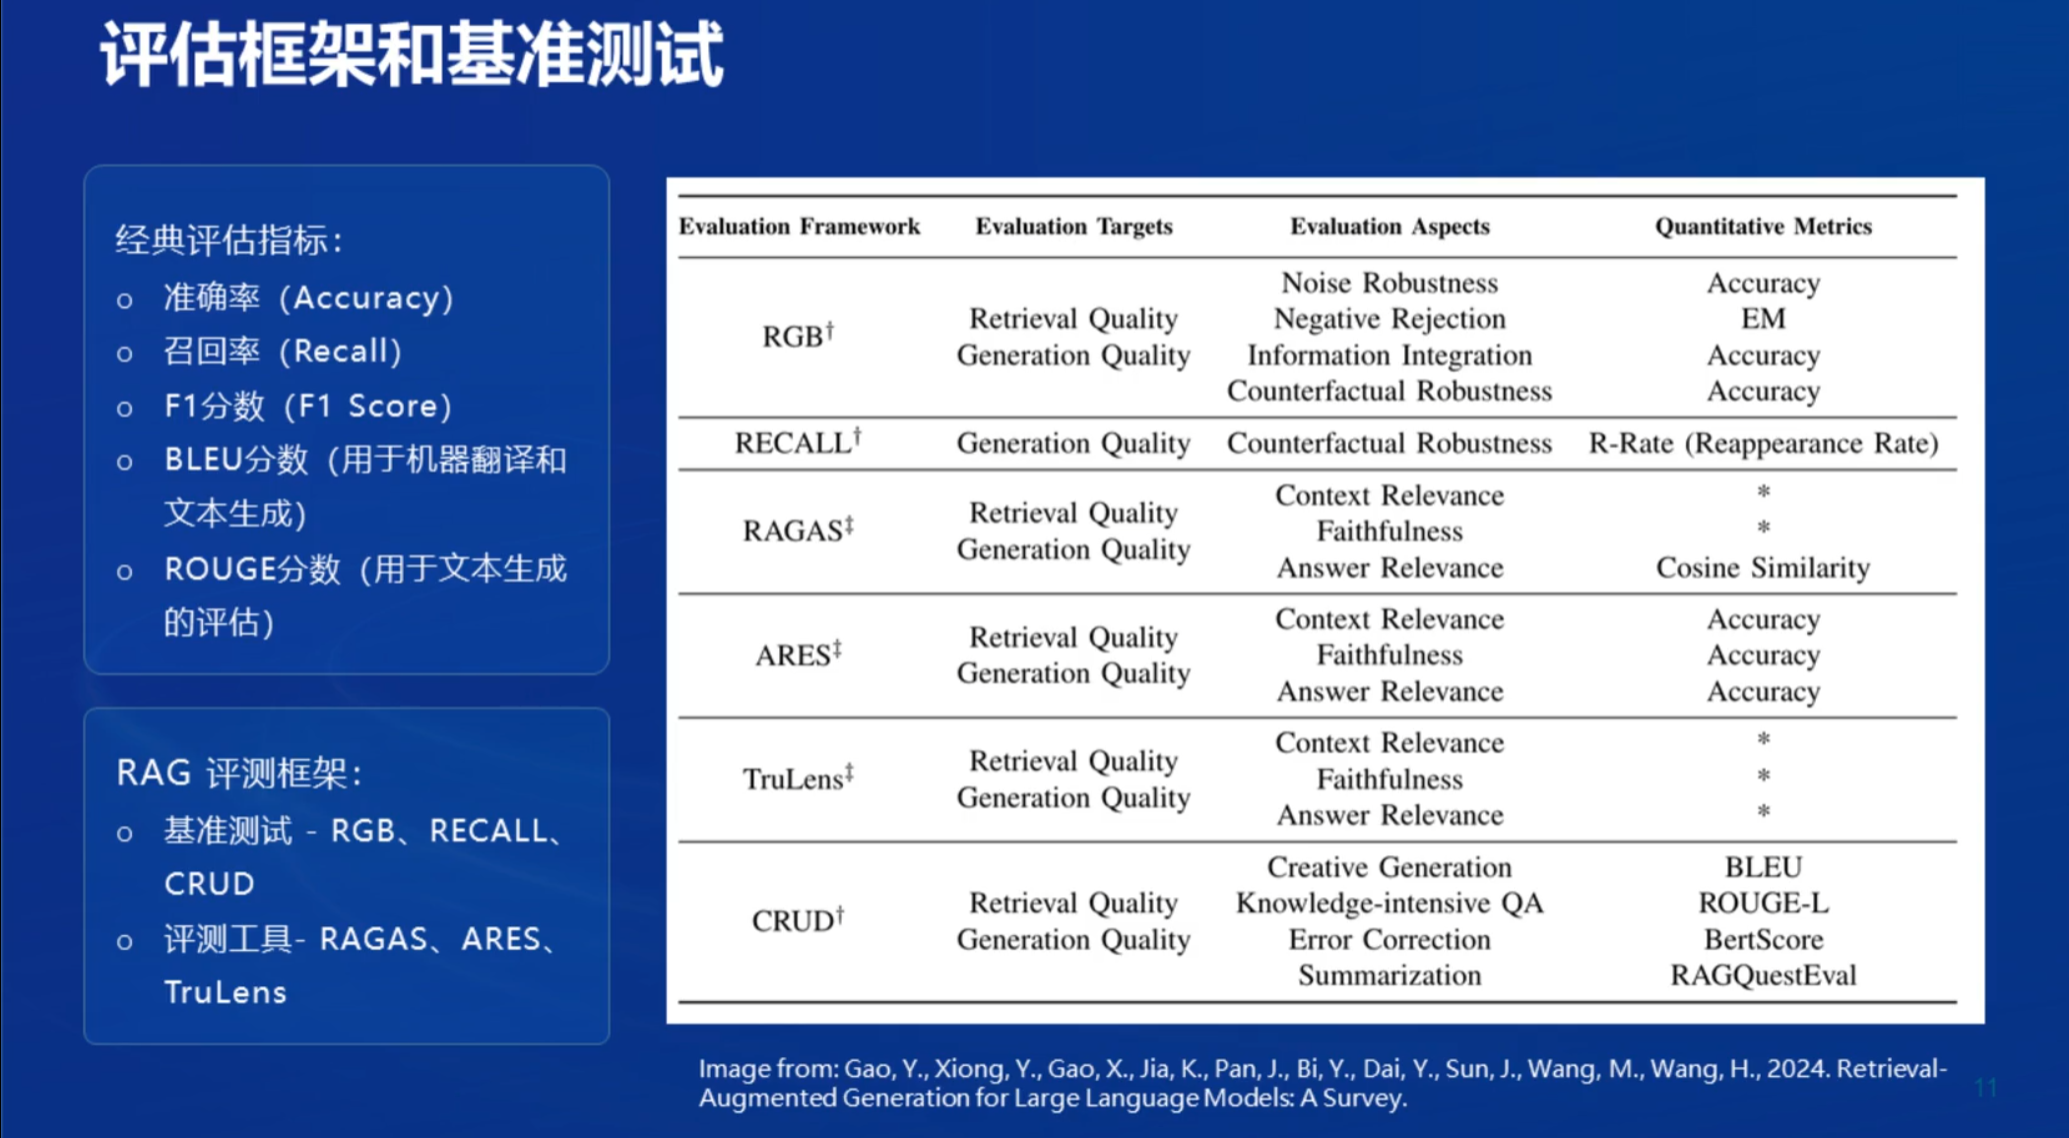 评估框架和基准测试
经典评估指标：
o 准确率（Accuracy）
o 召回率（Recall）
o F1分数（F1 Score）
o BLEU分数（用于机器翻译和
文本生成）
o ROUGE分数（用于文本生成
的评估）
RAG 评测框架：
o 基准测试 - RGB、RECALL、
CRUD
o 评测工具- RAGAS、ARES、
TruLens
Evaluation Framework Evaluation Targets Evaluation Aspects Quantitative Metrics
RGB†
Retrieval Quality
Generation Quality
Noise Robustness
Negative Rejection
Information Integration
Counterfactual Robustness
Accuracy
EM
Accuracy
Accuracy
RECALL† Generation Quality Counterfactual Robustness R-Rate (Reappearance Rate)
RAGAS‡
Retrieval Quality
Generation Quality
Context Relevance
Faithfulness
Answer Relevance
*
*
Cosine Similarity
ARES‡
Retrieval Quality
Generation Quality
Context Relevance
Faithfulness
Answer Relevance
Accuracy
Accuracy
Accuracy
TruLens‡
Retrieval Quality
Generation Quality
Context Relevance
Faithfulness
Answer Relevance
*
*
*
CRUD†
Retrieval Quality
Generation Quality
Creative Generation
Knowledge-intensive QA
Error Correction
Summarization
BLEU
ROUGE-L
BertScore
RAGQuestEval
Image from: Gao, Y., Xiong, Y., Gao, X., Jia, K., Pan, J., Bi, Y., Dai, Y., Sun, J., Wang, M., Wang, H., 2024. Retrieval-
Augmented Generation for Large Language Models: A Survey.
11